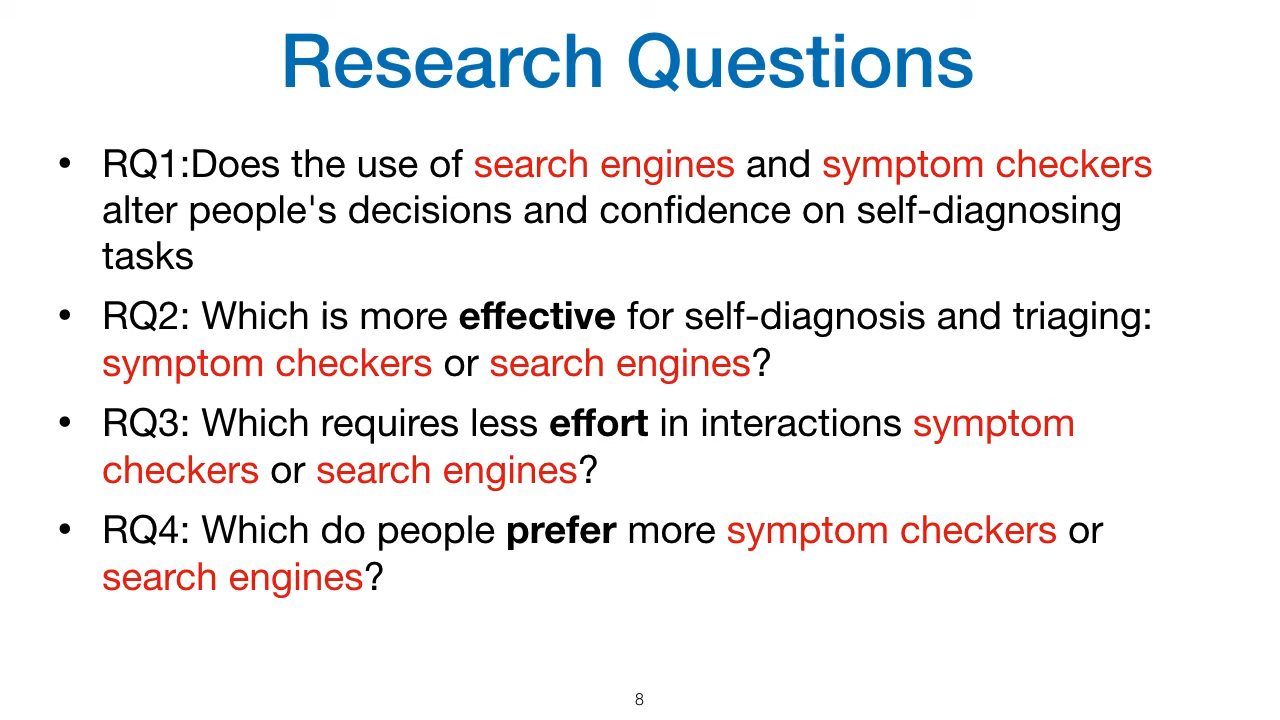 Research Questions
• RQ1:Does the use of search engines and symptom checkers
alter people's decisions and confidence on self-diagnosing
tasks
• RQ2: Which is more effective for self-diagnosis and triaging:
symptom checkers or search engines?
• RQ3: Which requires less effort in interactions symptom
checkers or search engines?
• RQ4: Which do people prefer more symptom checkers or
search engines?
8